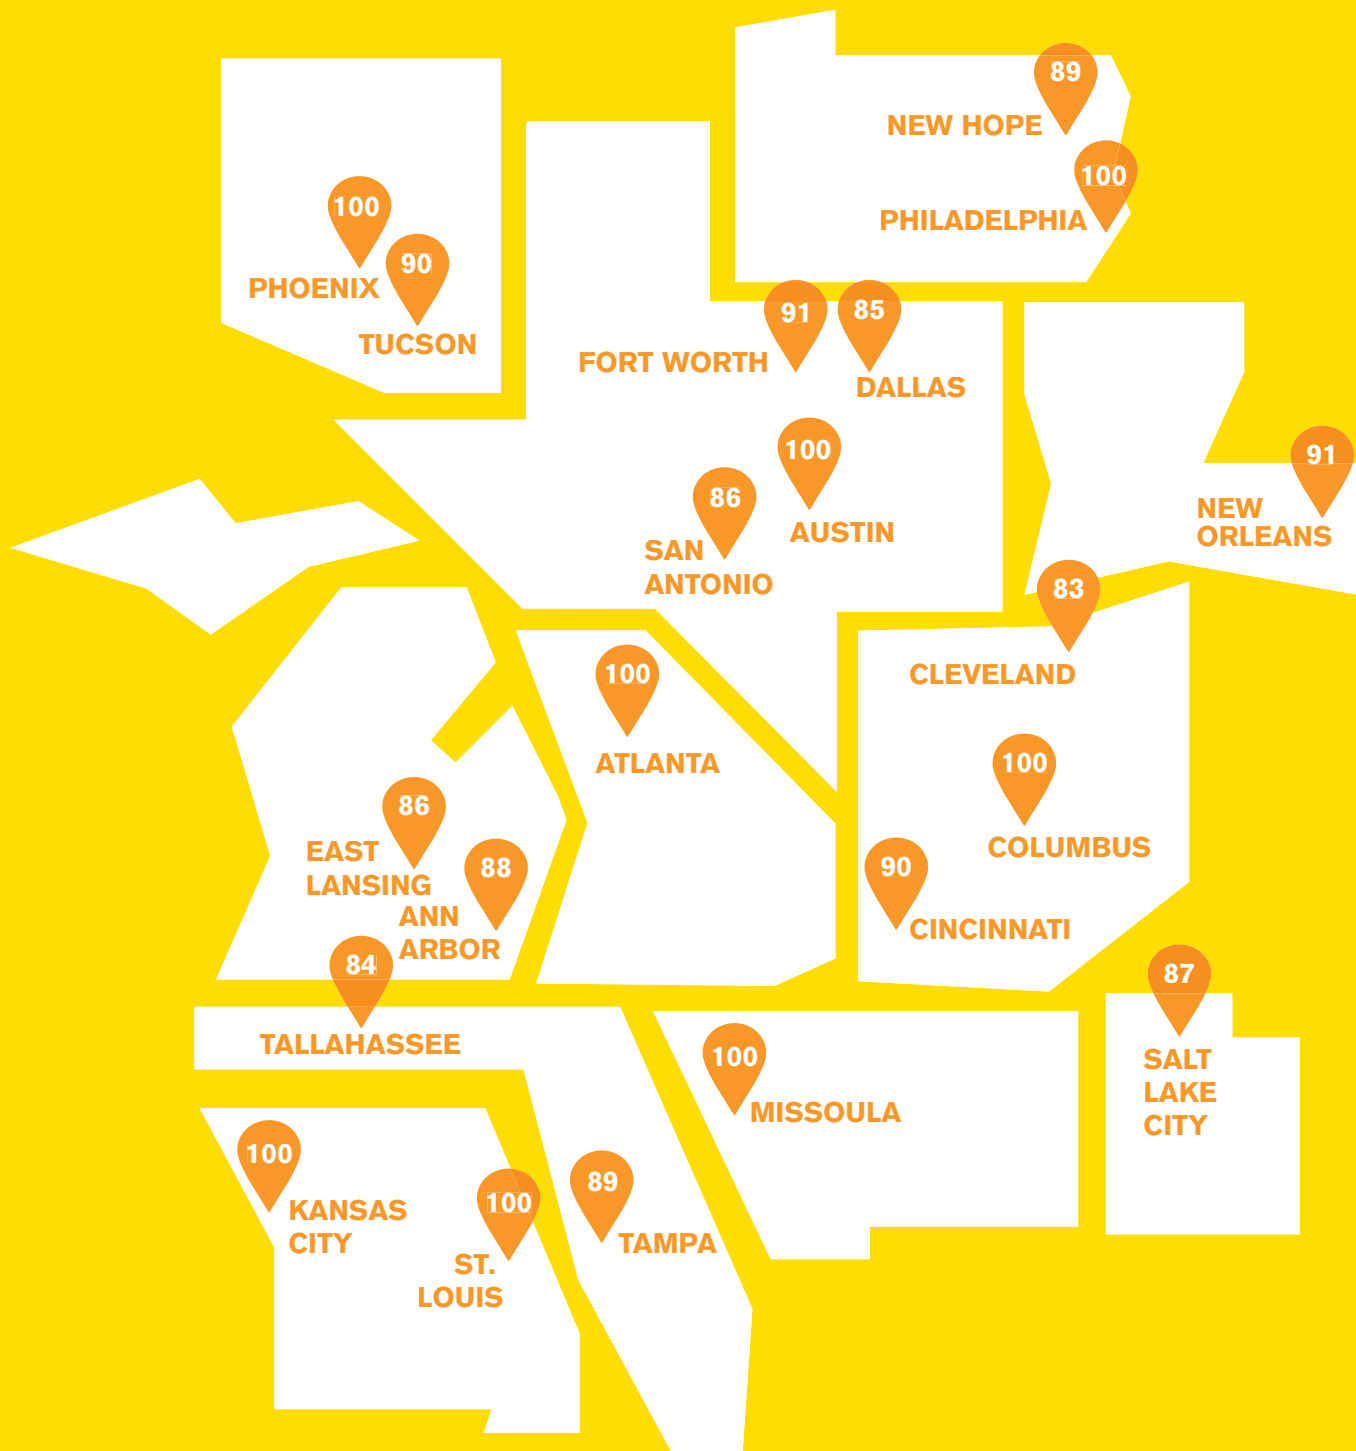 89
NEW HOPE
100
PHILADELPHIA
100
PHOENIX
90
TUCSON
91
FORT WORTH
85
DALLAS
100
AUSTIN
86
SAN
ANTONIO
91
NEW
ORLEANS
83
CLEVELAND
100
COLUMBUS
90
CINCINNATI
100
ATLANTA
86
EAST
LANSING
88
ANN
ARBOR
84
TALLAHASSEE
89
TAMPA
100
MISSOULA
87
SALT
LAKE
CITY
100
KANSAS
CITY
100
ST.
LOUIS